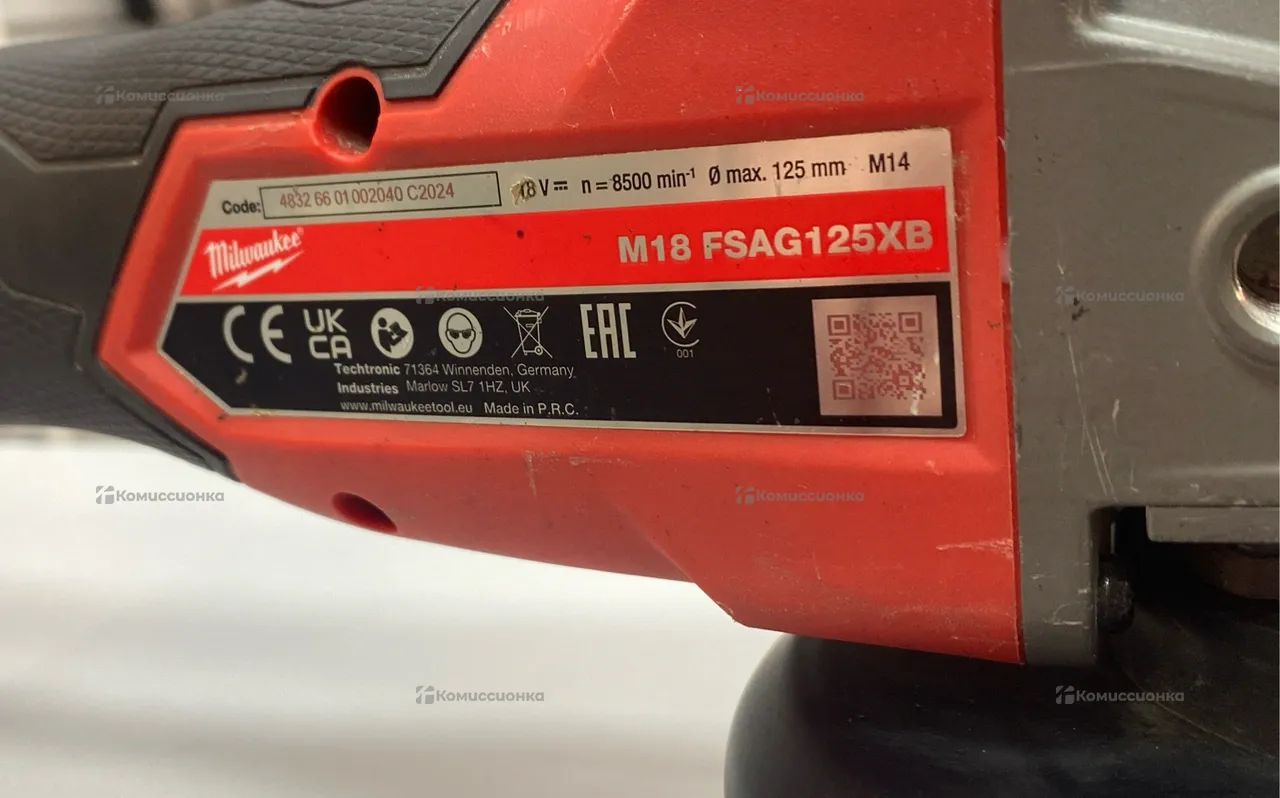 Комиссионка
Комиссионка
Code: 4832 66 01 002040 C2024 18 V n = 8500 min-1 Ø max. 125 mm M14
Milwaukee M18 FSAG125XB
Комиссионка
Комиссионка
CE UK CA EAC 001
Techtronic 71364 Winnenden, Germany
Industries Marlow SL7 1HZ, UK
www.milwaukeetool.eu Made in P.R.C.
Комиссионка
Комиссионка
Комиссионка
Комиссионка